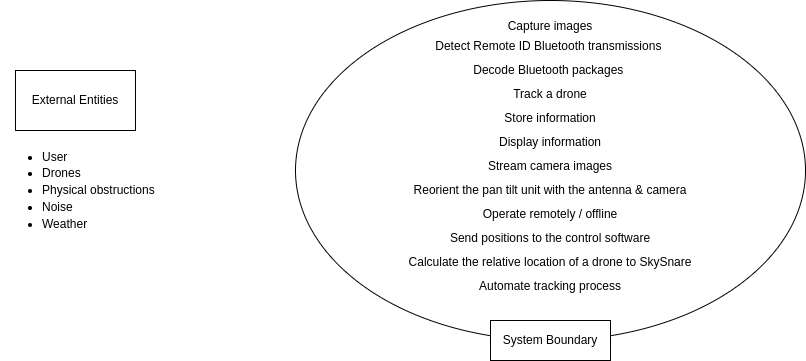 External Entities
User
Drones
Physical obstructions
Noise
Weather
Capture images
Detect Remote ID Bluetooth transmissions
Decode Bluetooth packages
Track a drone
Store information
Display information
Stream camera images
Reorient the pan tilt unit with the antenna & camera
Operate remotely / offline
Send positions to the control software
Calculate the relative location of a drone to SkySnare
Automate tracking process
System Boundary